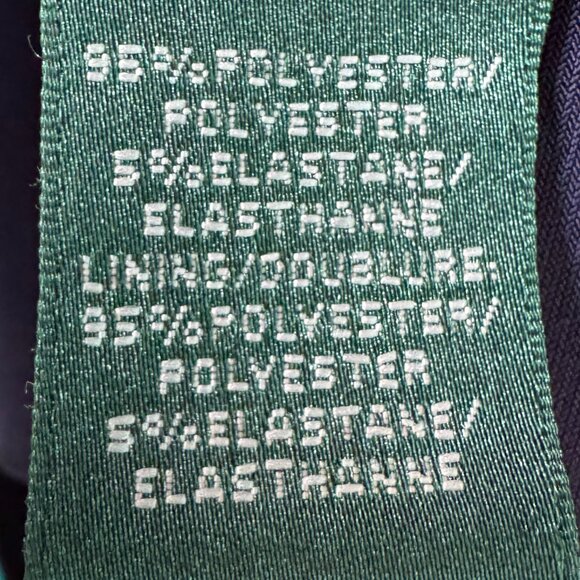 95% POLYESTER/
POLYESTER
5% ELASTANE/
ELASTHANNE
LINING/DOUBLURE:
95% POLYESTER/
POLYESTER
5% ELASTANE/
ELASTHANNE